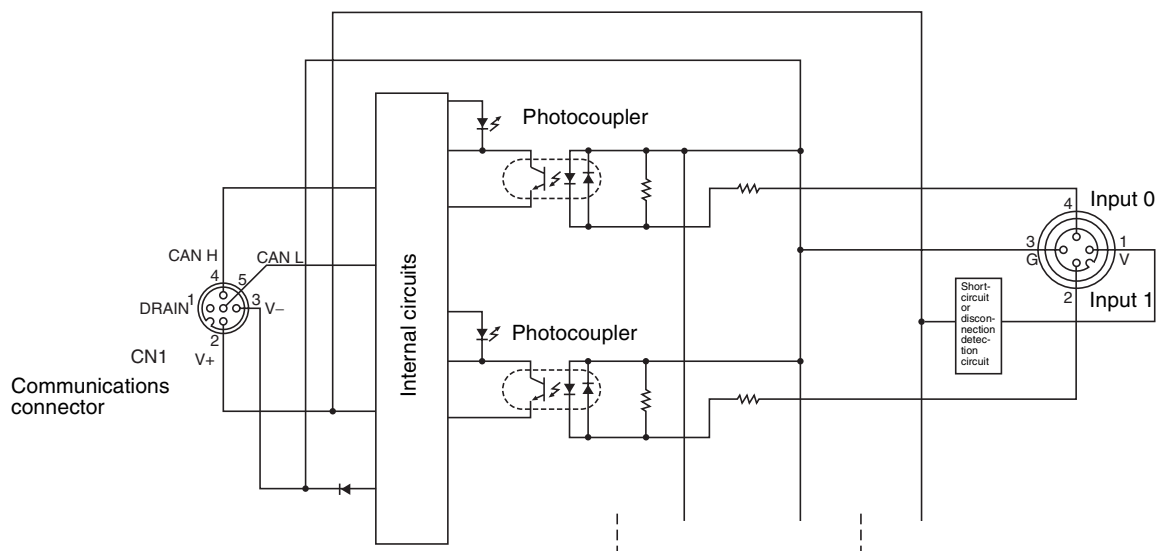 Photocoupler
4
Input 0
CAN H
CAN L
3
1
G
V
4
5
DRAIN
1
3
V–
2
Input 1
Short-
circuit
or
discon-
nection
detec-
tion
circuit
Internal circuits
Photocoupler
2
CN1
V+
Communications
connector